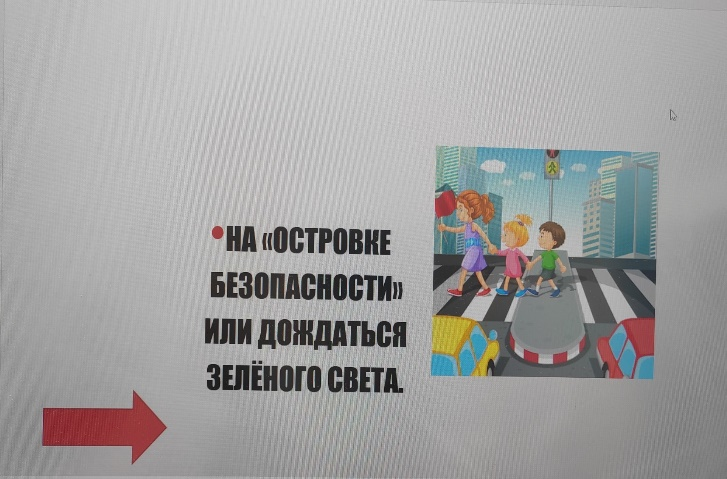 НА «ОСТРОВКЕ
БЕЗОПАСНОСТИ»
ИЛИ ДОЖДАТЬСЯ
ЗЕЛЁНОГО СВЕТА.